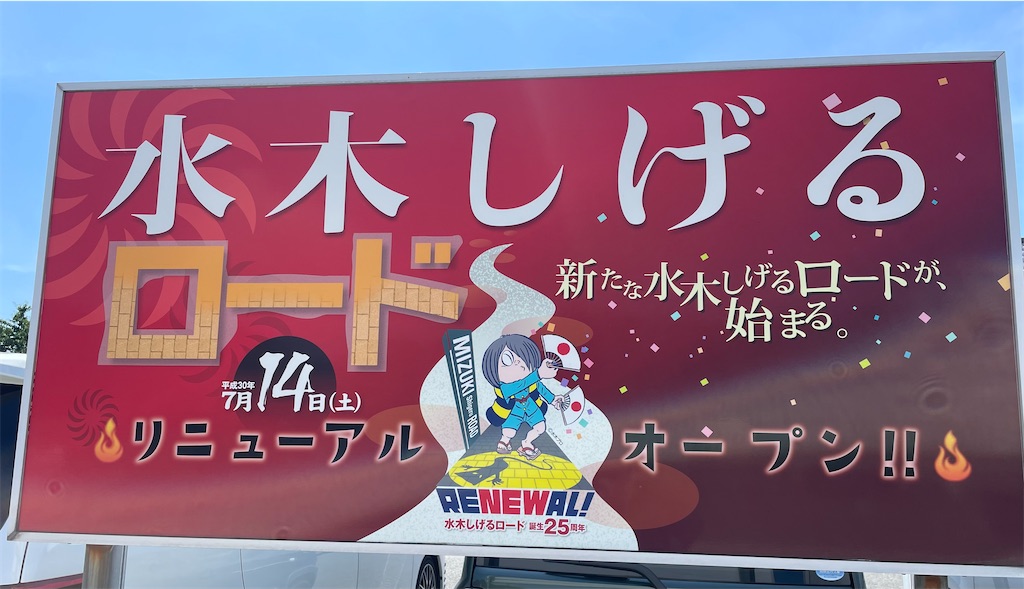 水木しげる
ロード
新たな水木しげるロードが、
始まる。
平成30年
7月14日(土)
リニューアル オープン!!
MIZUKI Shigeru ROAD
RENEWAL!
水木しげるロード 誕生25周年!